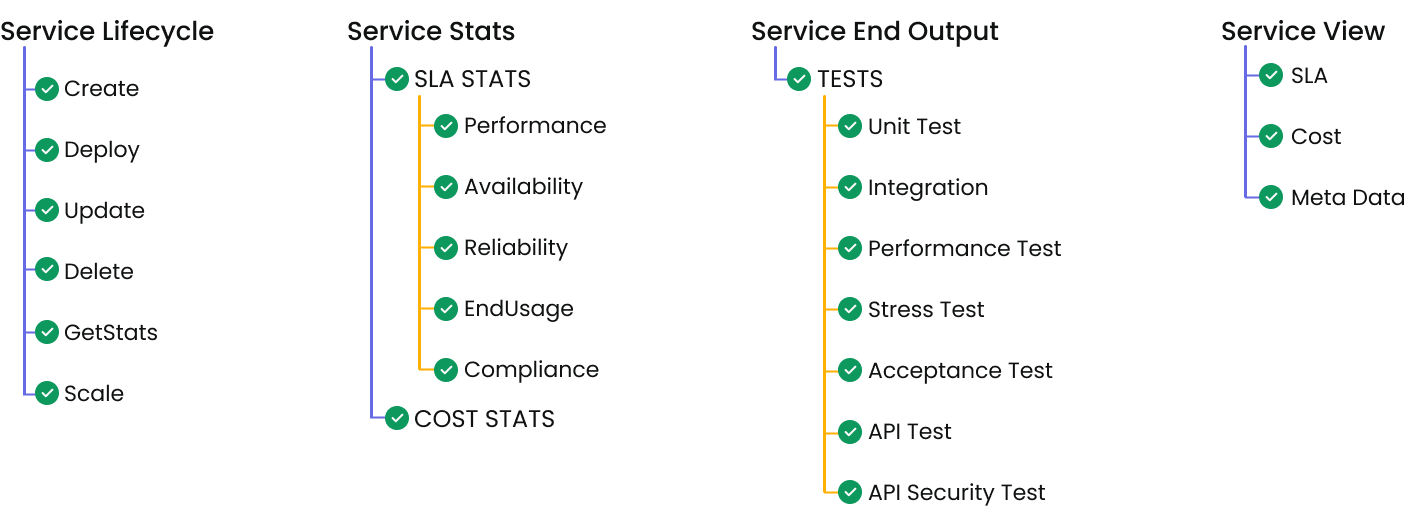 Service Lifecycle
Create
Deploy
Update
Delete
GetStats
Scale
Service Stats
SLA STATS
Performance
Availability
Reliability
EndUsage
Compliance
COST STATS
Service End Output
TESTS
Unit Test
Integration
Performance Test
Stress Test
Acceptance Test
API Test
API Security Test
Service View
SLA
Cost
Meta Data